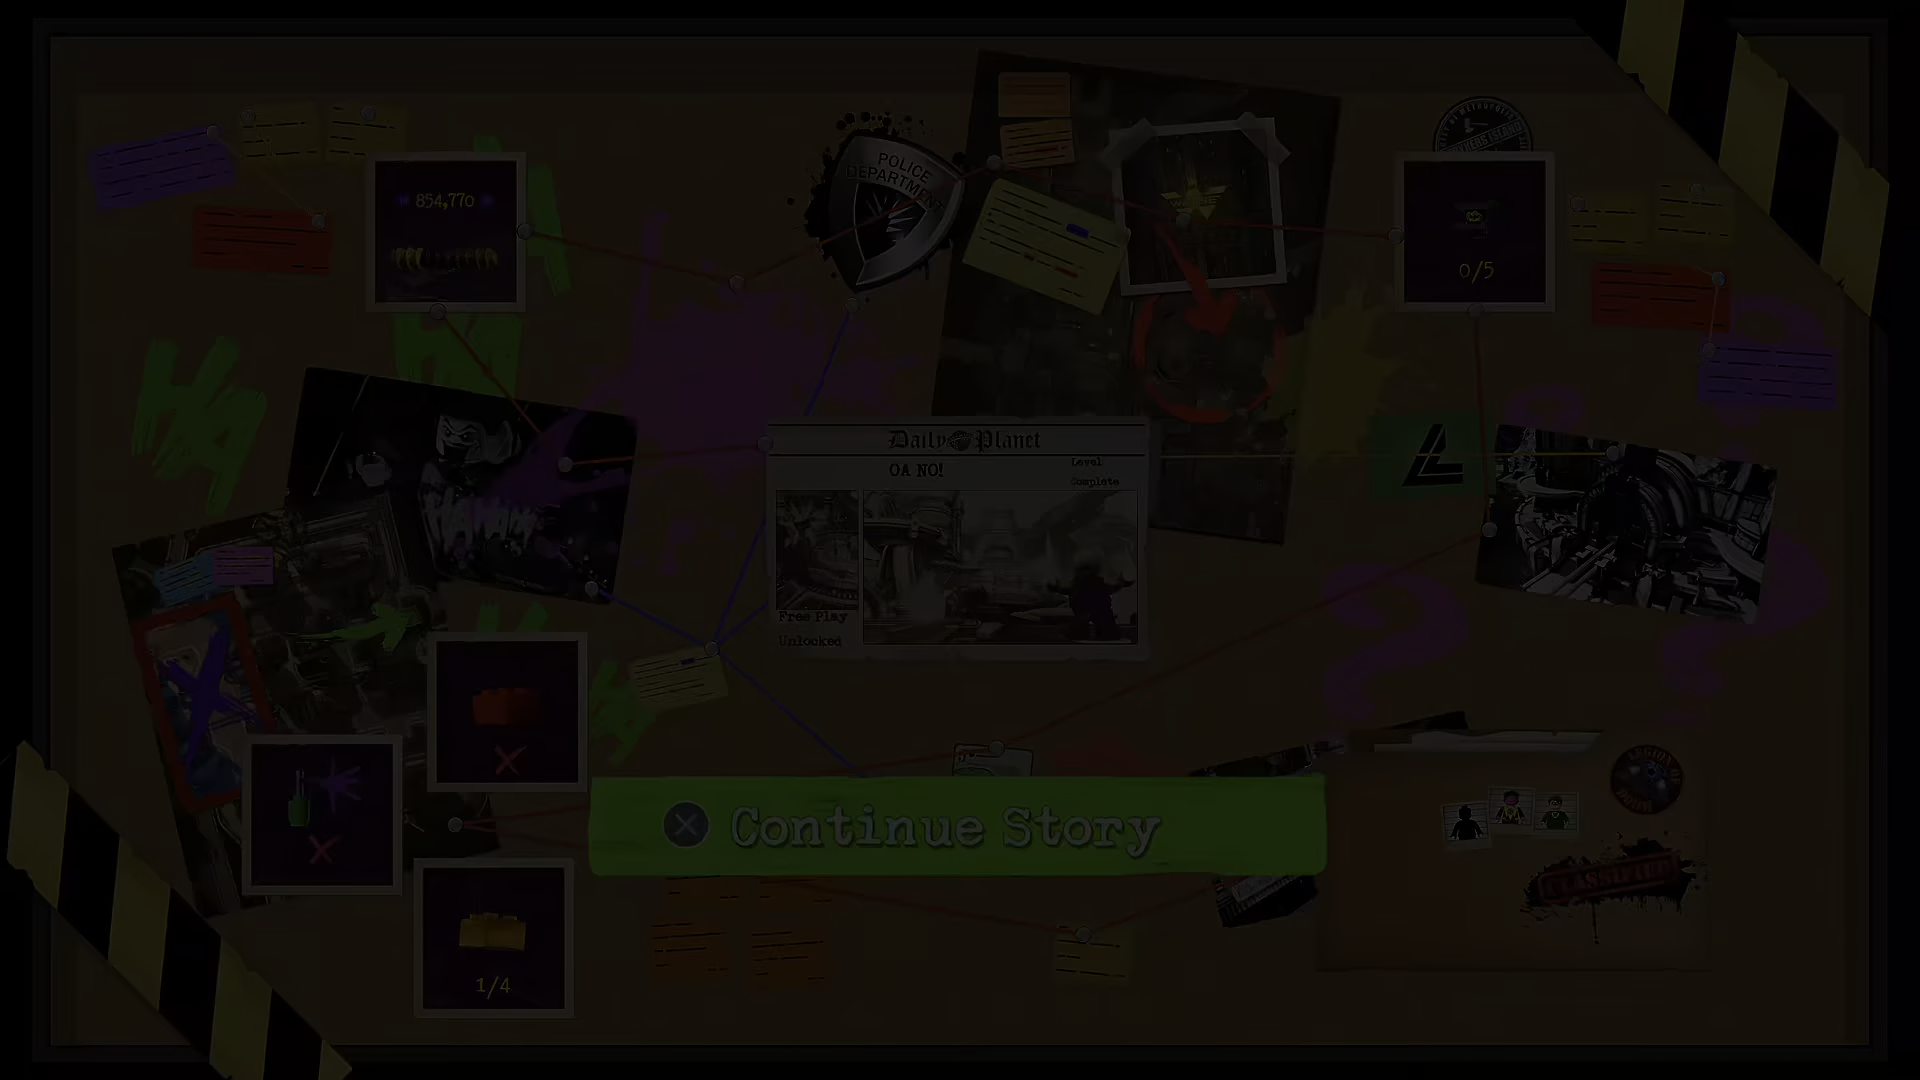 854,770
POLICE
DEPARTMENT
0/5
Daily Planet
OA NO!
Level
Complete
Free Play
Unlocked
Continue Story
CLASSIFIED
1/4